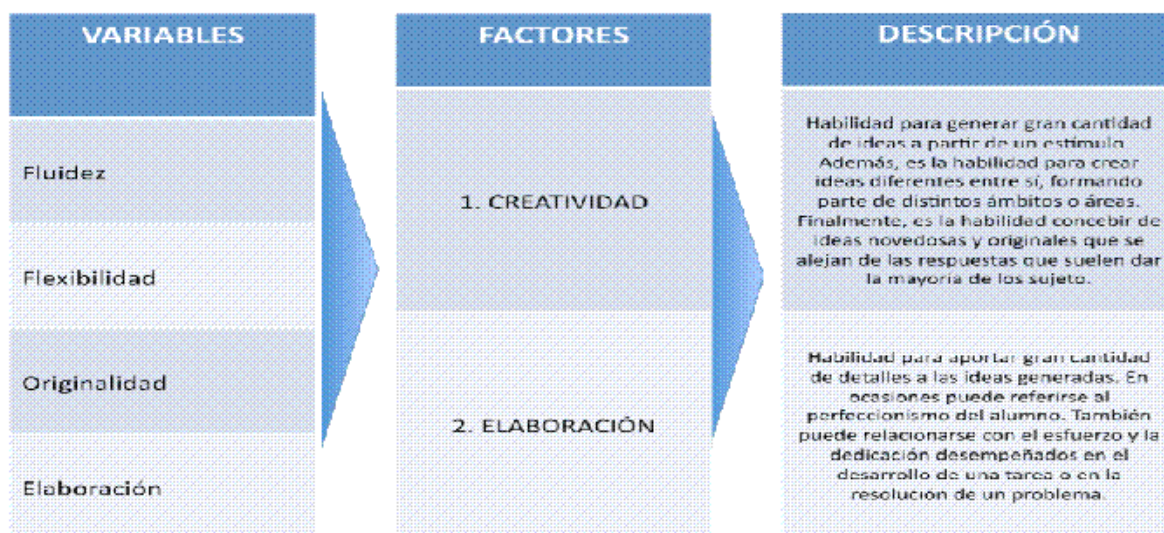 VARIABLES
Fluidez
Flexibilidad
Originalidad
Elaboración
FACTORES
1. CREATIVIDAD
2. ELABORACIÓN
DESCRIPCIÓN
Habilidad para generar gran cantidad
de ideas a partir de un estímulo
Además, es la habilidad para crear
ideas diferentes entre sí, formando
parte de distintos ámbitos o áreas.
Finalmente, es la habilidad concebir de
ideas novedosas y originales que se
alejan de las respuestas que suelen dar
la mayoría de los sujeto.
Habilidad para aportar gran cantidad
de detalles a las ideas generadas. En
ocasiones puede referirse al
perfeccionismo del alumno. También
puede relacionarse con el esfuerzo y la
dedicación desempeñados en el
desarrollo de una tarea o en la
resolución de un problema.